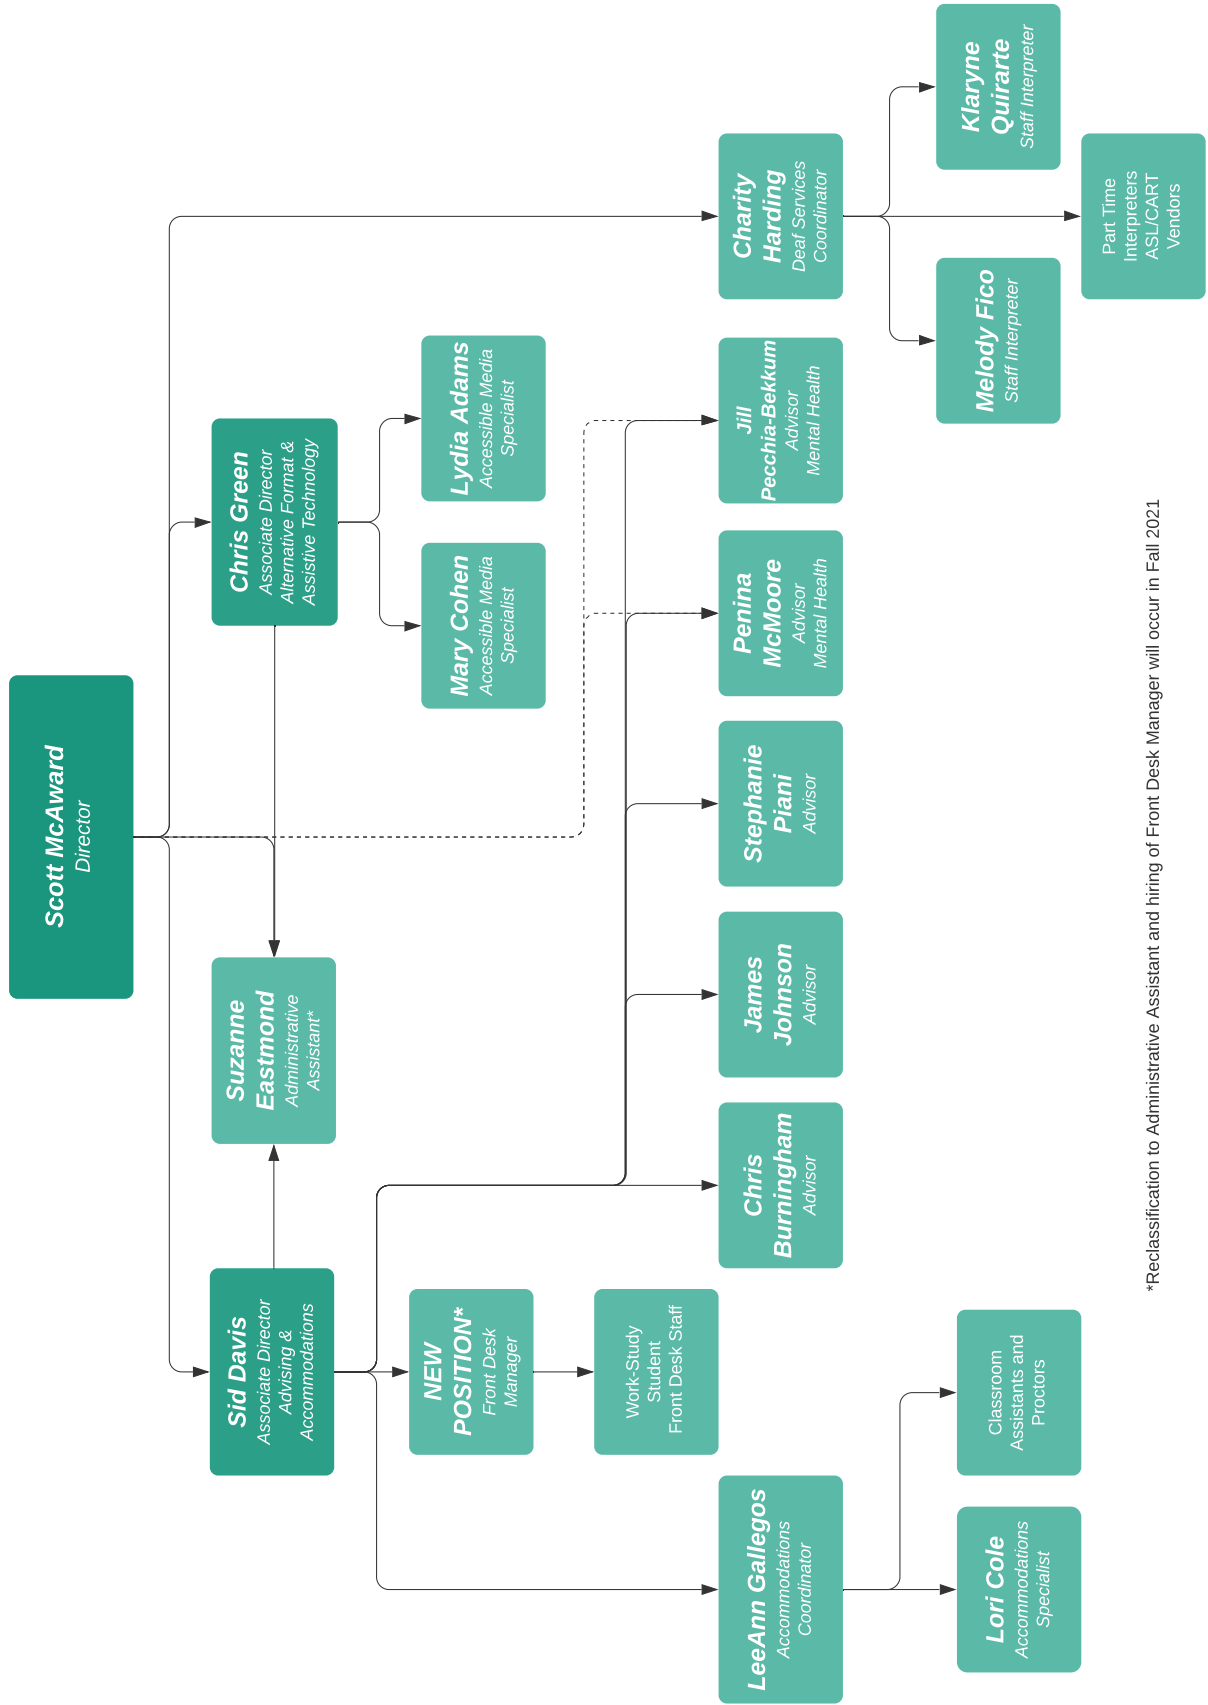 Scott McAward
Director
Sid Davis
Associate Director
Advising &
Accommodations
Suzanne
Eastmond
Administrative
Assistant*
Chris Green
Associate Director
Alternative Format &
Assistive Technology
NEW
POSITION*
Front Desk
Manager
Mary Cohen
Accessible Media
Specialist
Lydia Adams
Accessible Media
Specialist
Work-Study
Student
Front Desk Staff
LeeAnn Gallegos
Accommodations
Coordinator
Chris
Burningham
Advisor
James
Johnson
Advisor
Stephanie
Piani
Advisor
Penina
McMoore
Advisor
Mental Health
Jill
Pecchia-Bekkum
Advisor
Mental Health
Charity
Harding
Deaf Services
Coordinator
Lori Cole
Accommodations
Specialist
Classroom
Assistants and
Proctors
Melody Fico
Staff Interpreter
Klaryne
Quirarte
Staff Interpreter
Part Time
Interpreters
ASL/CART
Vendors
*Reclassification to Administrative Assistant and hiring of Front Desk Manager will occur in Fall 2021